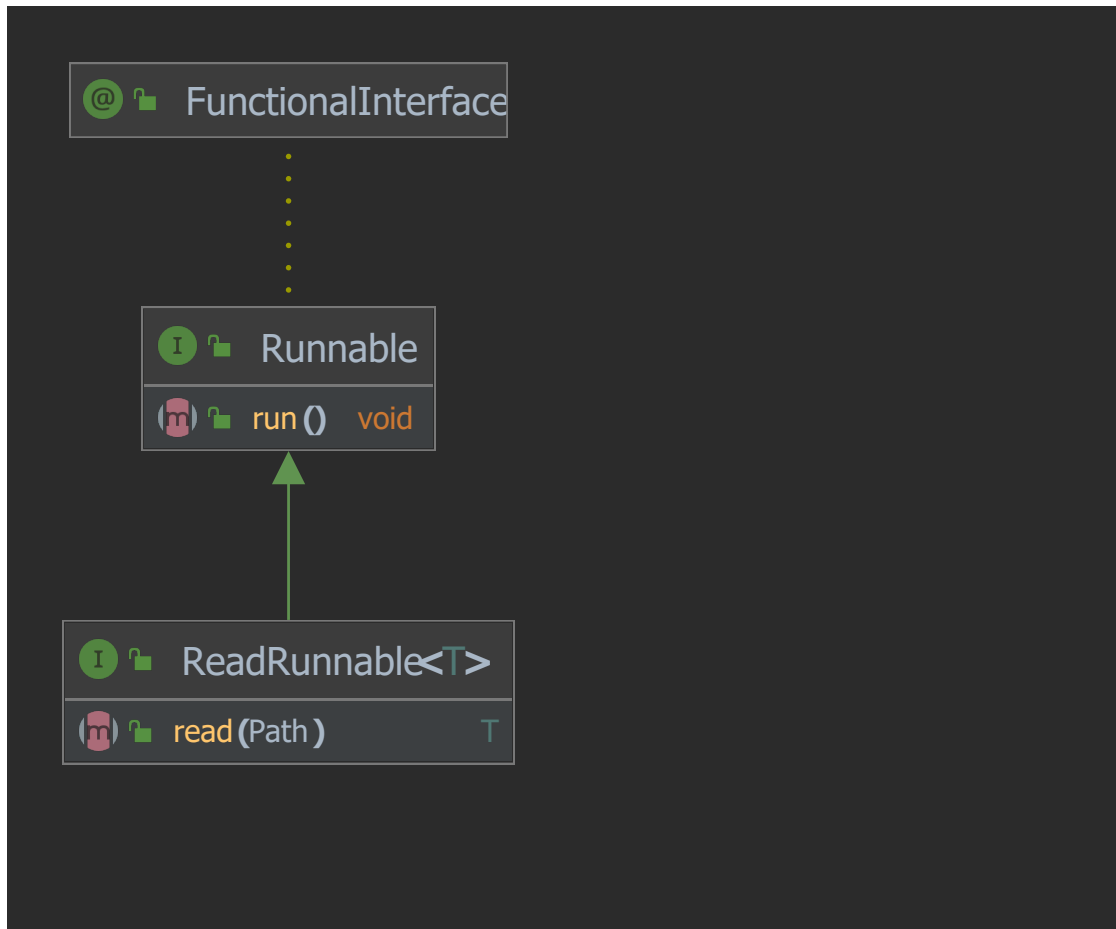 @ FunctionalInterface
I Runnable
m run() void
I ReadRunnable<T>
m read(Path) T